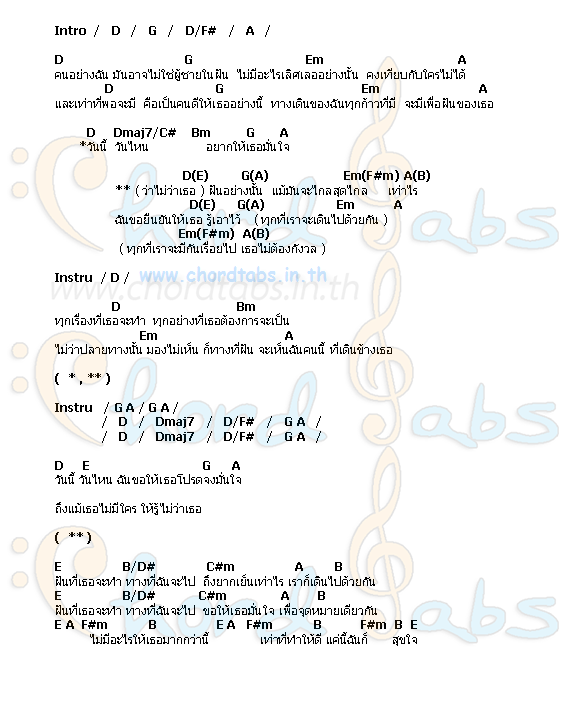 Intro / D / G / D/F# / A /
D G Em A
คนอย่างฉัน มันอาจไม่ใช่ผู้ชายในฝัน ไม่มีอะไรเลิศเลออย่างนั้น คงเทียบกับใครไม่ได้
D G Em A
และเท่าที่พอจะมี คือเป็นคนดีให้เธออย่างนี้ ทางเดินของฉันทุกก้าวที่มี จะมีเพื่อฝันของเธอ
D Dmaj7/C# Bm G A
*วันนี้ วันไหน อยากให้เธอมั่นใจ
D(E) G(A) Em(F#m) A(B)
** ( ว่าไม่ว่าเธอ ) ฝันอย่างนั้น แม้มันจะไกลสุดไกล เท่าไร
D(E) G(A) Em A
ฉันขอยืนยันให้เธอ รู้เอาไว้ ( ทุกที่เราจะเดินไปด้วยกัน )
Em(F#m) A(B)
( ทุกที่เราจะมีกันเรื่อยไป เธอไม่ต้องกังวล )
Instru / D /
www.chordtabs.in.th
www.chordtabs.in.th
D Bm
ทุกเรื่องที่เธอจะทำ ทุกอย่างที่เธอต้องการจะเป็น
Em A
ไม่ว่าปลายทางนั้น มองไม่เห็น ก็ทางที่ฝัน จะเห็นฉันคนนี้ ที่เดินข้างเธอ
( * , ** )
Instru / G A / G A /
/ D / Dmaj7 / D/F# / G A /
/ D / Dmaj7 / D/F# / G A /
D E G A
วันนี้ วันไหน ฉันขอให้เธอโปรดจงมั่นใจ
ถึงแม้เธอไม่มีใคร ให้รู้ไม่ว่าเธอ
( ** )
E B/D# C#m A B
ฝันที่เธอจะทำ ทางที่ฉันจะไป ถึงยากเย็นเท่าไร เราก็เดินไปด้วยกัน
E B/D# C#m A B
ฝันที่เธอจะทำ ทางที่ฉันจะไป ขอให้เธอมั่นใจ เพื่อจุดหมายเดียวกัน
E A F#m B E A F#m B F#m B E
ไม่มีอะไรให้เธอมากกว่านี้ เท่าที่ทำให้ดี แค่นี้ฉันก็ สุขใจ